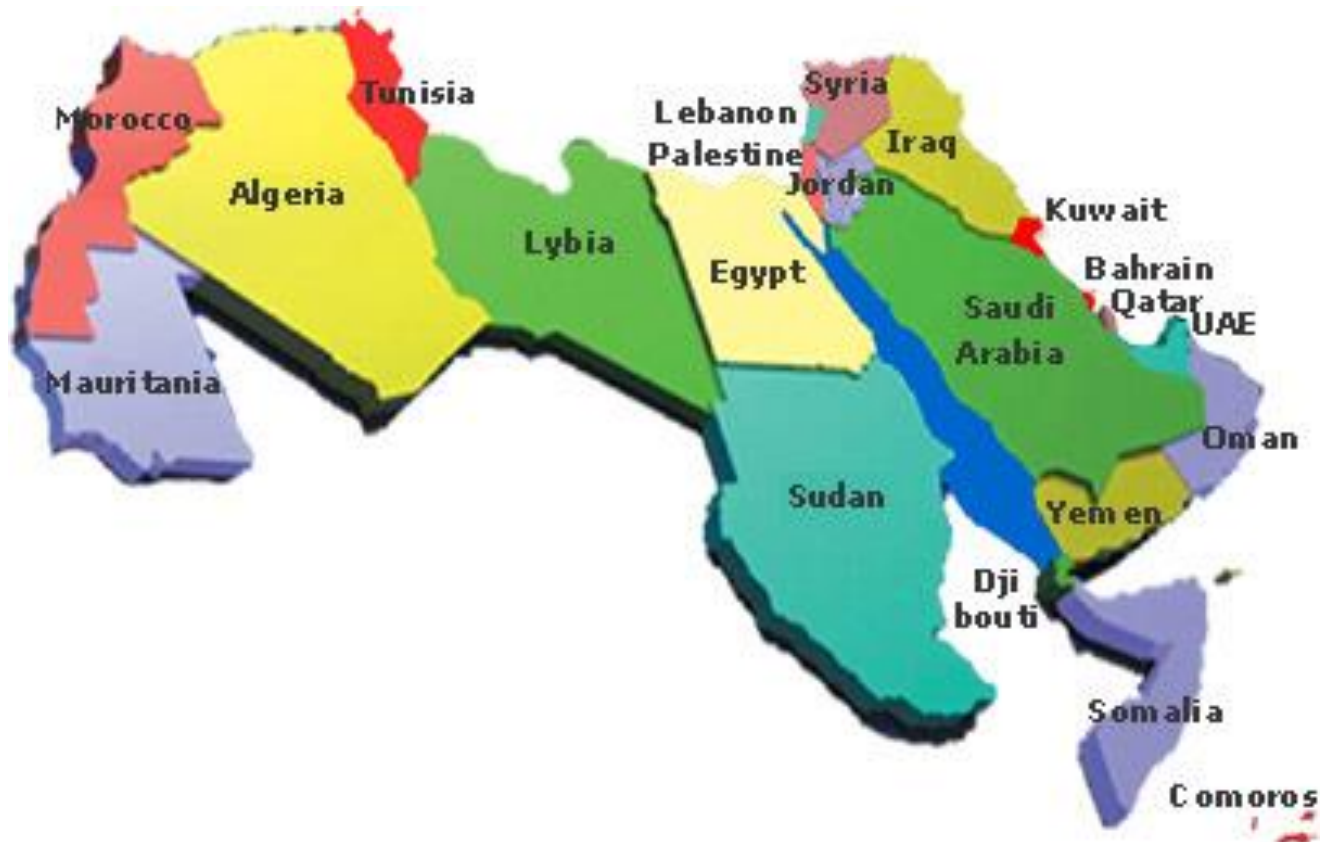 Morocco
Algeria
Tunisia
Lybia
Mauritania
Egypt
Sudan
Lebanon
Palestine
Syria
Jordan
Iraq
Kuwait
Bahrain
Qatar
UAE
Saudi
Arabia
Oman
Yemen
Dji
bouti
Somalia
Comoros